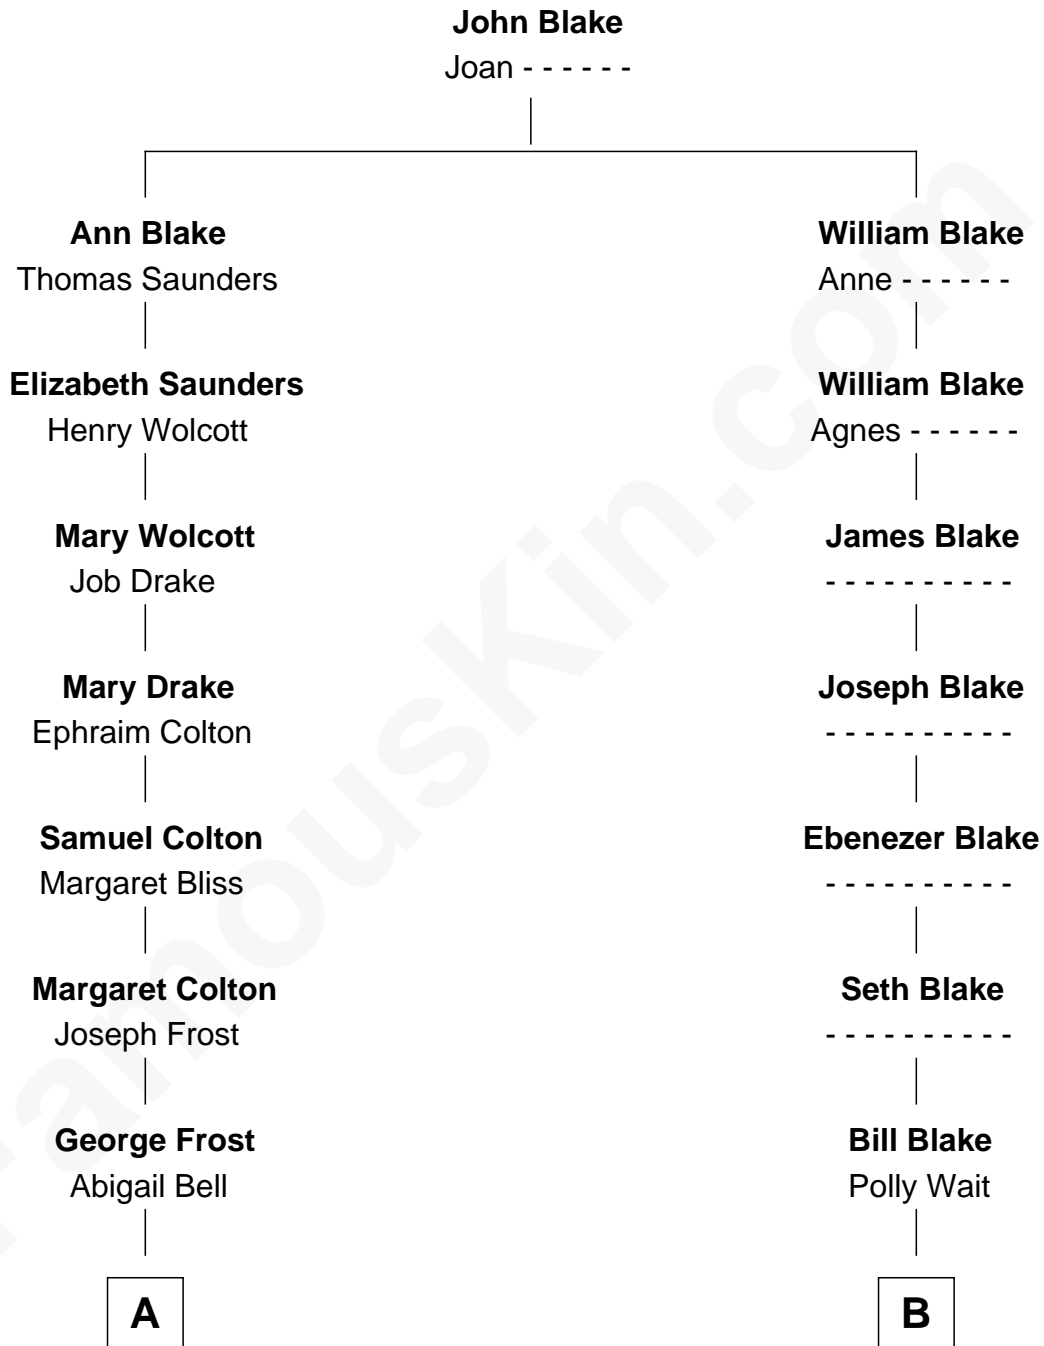 John Blake
Joan - - - - - -
Ann Blake
Thomas Saunders
William Blake
Anne - - - - - -
Elizabeth Saunders
Henry Wolcott
William Blake
Agnes - - - - - -
Mary Wolcott
Job Drake
James Blake
- - - - - - - - - -
Mary Drake
Ephraim Colton
Joseph Blake
- - - - - - - - - -
Samuel Colton
Margaret Bliss
Ebenezer Blake
- - - - - - - - - -
Margaret Colton
Joseph Frost
Seth Blake
- - - - - - - - - -
George Frost
Abigail Bell
Bill Blake
Polly Wait
A
B
FamousKin.com